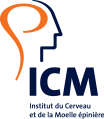 ICM
Institut du Cerveau
et de la Moelle épinière